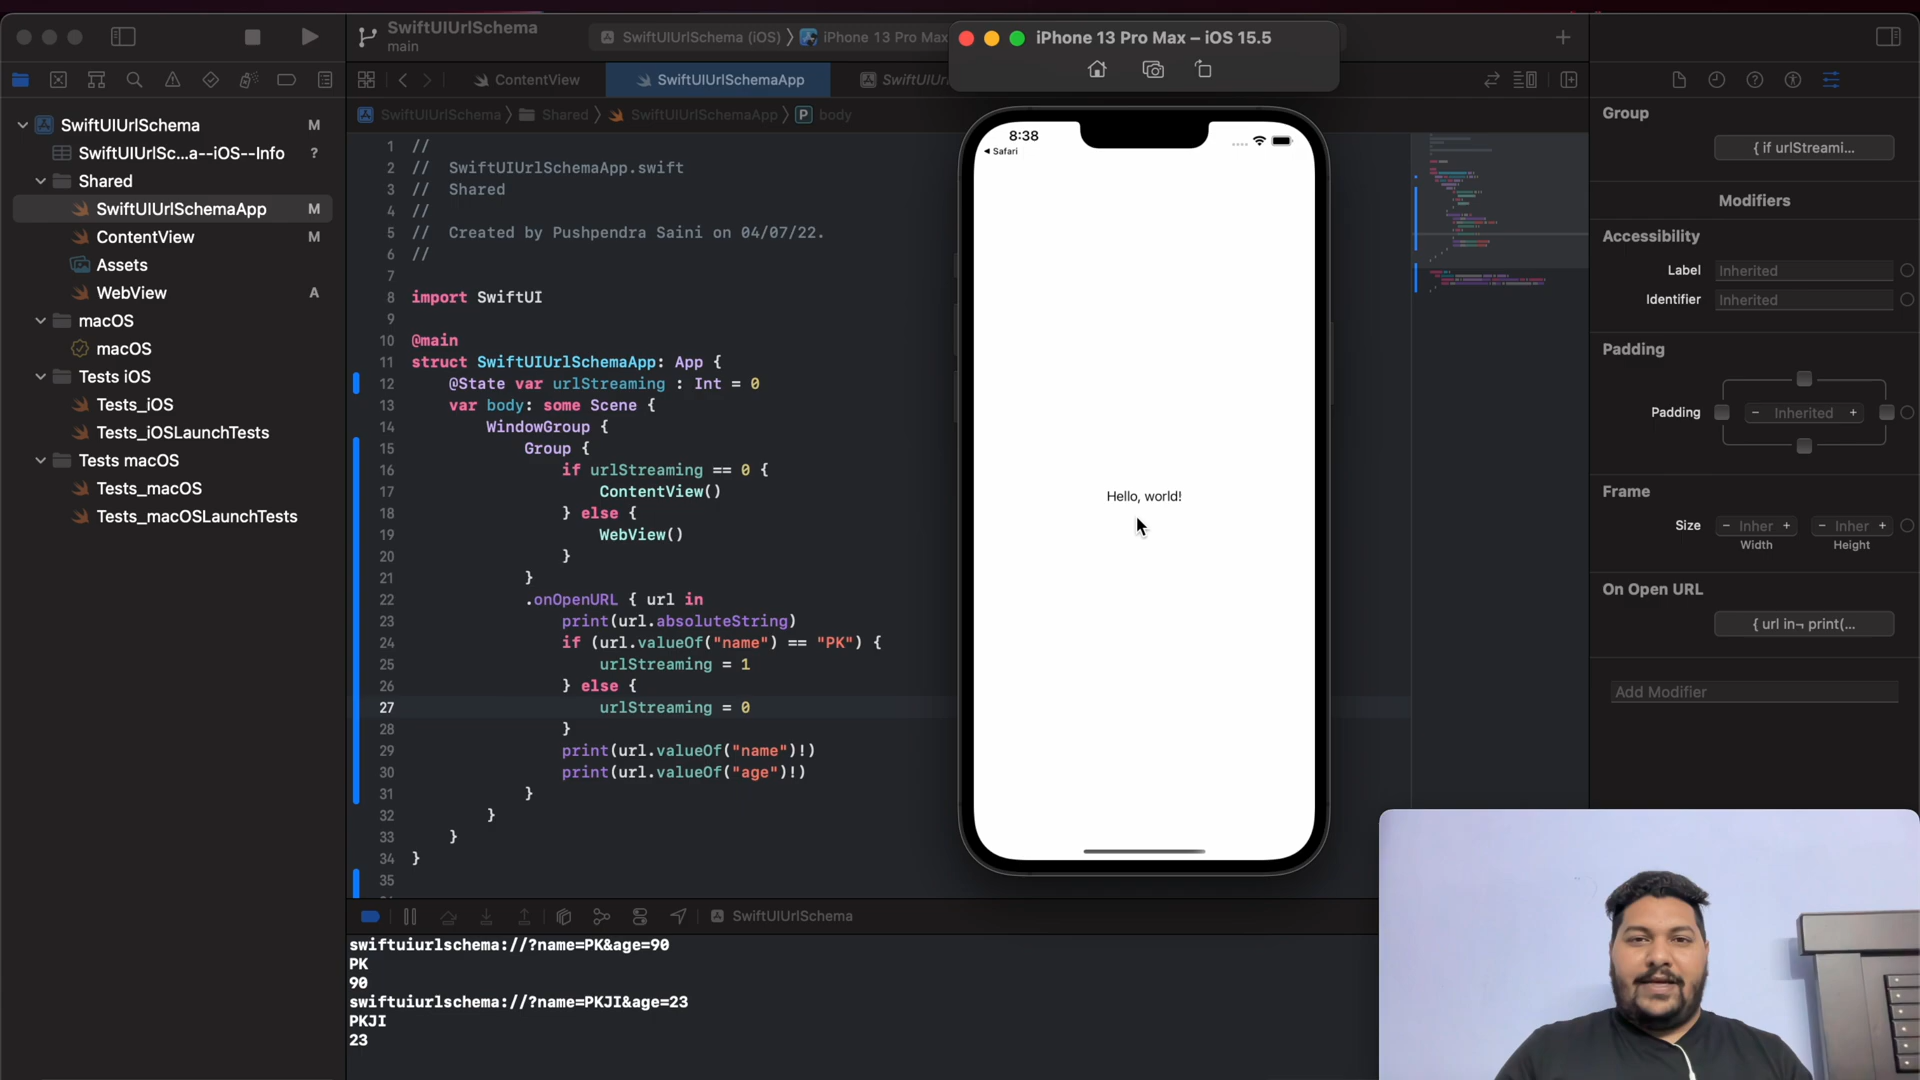 SwiftUIUrlSchema
main
SwiftUIUrlSchema (iOS)
iPhone 13 Pro Max
iPhone 13 Pro Max – iOS 15.5
ContentView
SwiftUIUrlSchemaApp
SwiftUIUrlSchema
Shared
SwiftUIUrlSchemaApp
P
body
SwiftUIUrlSchema
M
SwiftUIUrlSc...a--iOS--Info
?
Shared
SwiftUIUrlSchemaApp
M
ContentView
M
Assets
WebView
A
macOS
macOS
Tests iOS
Tests_iOS
Tests_iOSLaunchTests
Tests macOS
Tests_macOS
Tests_macOSLaunchTests
1 //
2 // SwiftUIUrlSchemaApp.swift
3 // Shared
4 //
5 // Created by Pushpendra Saini on 04/07/22.
6 //
7
8 import SwiftUI
9
10 @main
11 struct SwiftUIUrlSchemaApp: App {
12 @State var urlStreaming : Int = 0
13 var body: some Scene {
14 WindowGroup {
15 Group {
16 if urlStreaming == 0 {
17 ContentView()
18 } else {
19 WebView()
20 }
21 }
22 .onOpenURL { url in
23 print(url.absoluteString)
24 if (url.valueOf("name") == "PK") {
25 urlStreaming = 1
26 } else {
27 urlStreaming = 0
28 }
29 print(url.valueOf("name")!)
30 print(url.valueOf("age")!)
31 }
32 }
33 }
34 }
35
8:38
Safari
Hello, world!
Group
{ if urlStreami...
Modifiers
Accessibility
Label Inherited
Identifier Inherited
Padding
Padding − Inherited +
Frame
Size − Inher + − Inher +
Width Height
On Open URL
{ url in¬ print(...
Add Modifier
SwiftUIUrlSchema
swiftuiurlschema://?name=PK&age=90
PK
90
swiftuiurlschema://?name=PKJI&age=23
PKJI
23